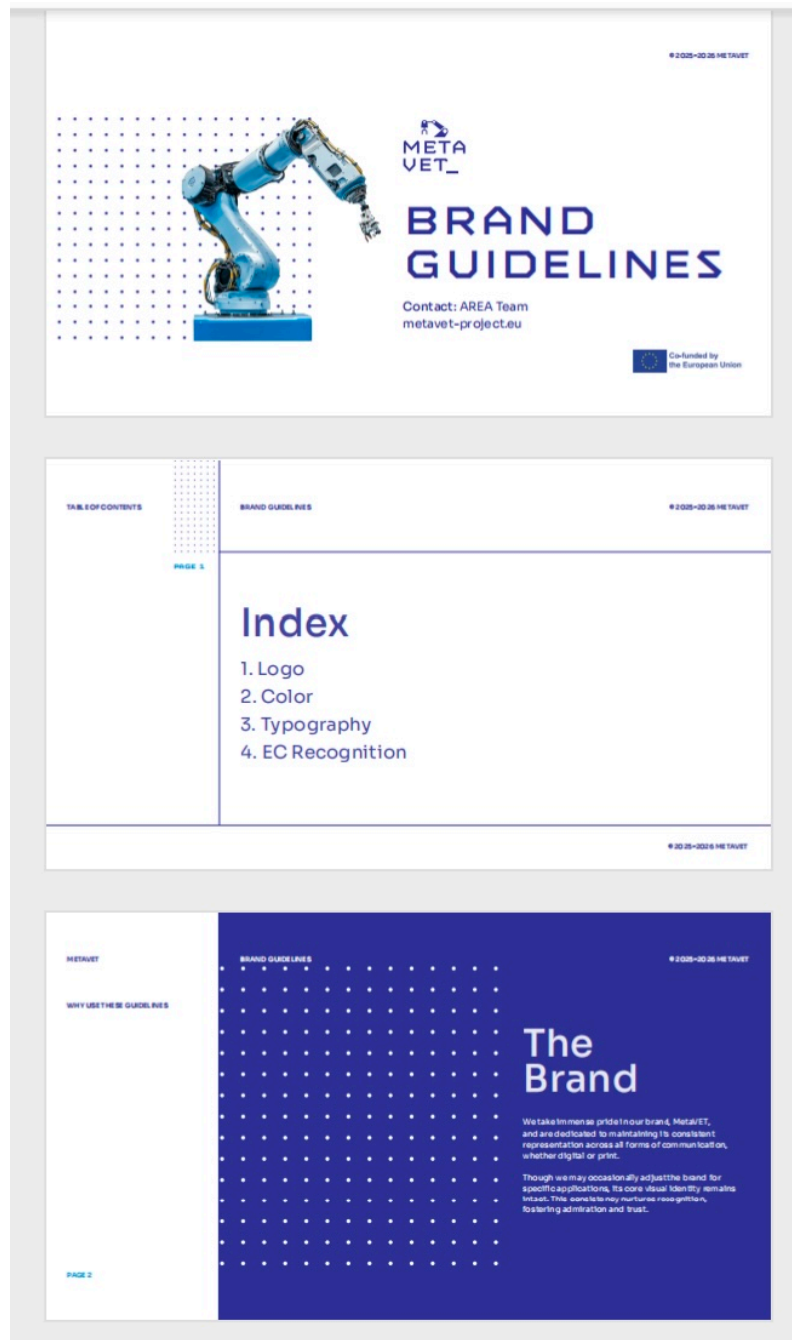 © 2025-2026 METAVET
META
VET_
BRAND
GUIDELINES
Contact: AREA Team
metavet-project.eu
Co-funded by
the European Union
TABLE OF CONTENTS
BRAND GUIDELINES
© 2025-2026 METAVET
PAGE 1
Index
1. Logo
2. Color
3. Typography
4. EC Recognition
© 2025-2026 METAVET
METAVET
BRAND GUIDELINES
© 2025-2026 METAVET
WHY USE THESE GUIDELINES
The
Brand
We take immense pride in our brand, MetaVET,
and are dedicated to maintaining its consistent
representation across all forms of communication,
whether digital or print.
Though we may occasionally adjust the brand for
specific applications, its core visual identity remains
intact. This consistency nurtures recognition,
fostering admiration and trust.
PAGE 2